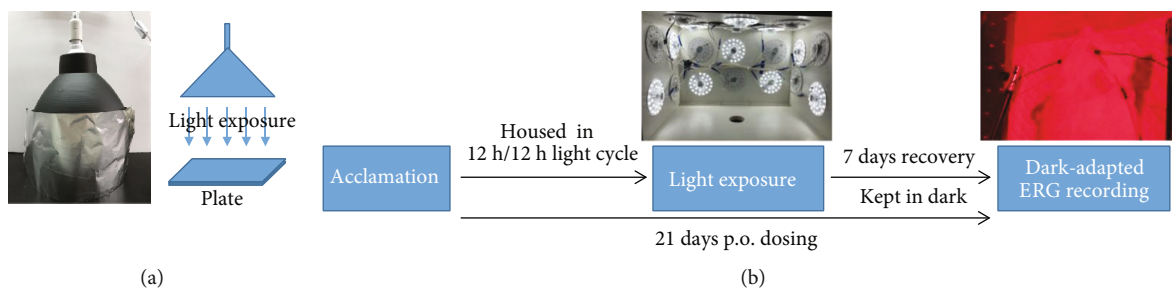 Light exposure
Plate
(a)
Acclamation
Housed in
12 h/12 h light cycle
Light exposure
7 days recovery
Kept in dark
Dark-adapted
ERG recording
21 days p.o. dosing
(b)